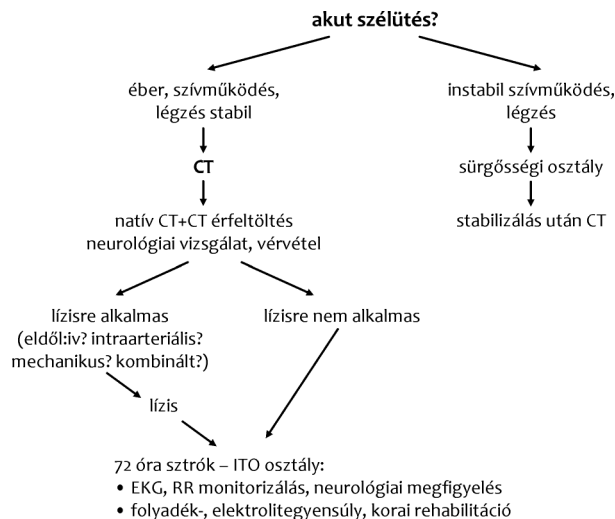 akut szélütés?
éber, szívműködés,
légzés stabil
instabil szívműködés,
légzés
CT
sürgősségi osztály
natív CT+CT érfeltöltés
neurológiai vizsgálat, vérvétel
stabilizálás után CT
lízisre alkalmas
(eldől:iv? intraarteriális?
mechanikus? kombinált?)
lízisre nem alkalmas
lízis
72 óra sztrók – ITO osztály:
• EKG, RR monitorizálás, neurológiai megfigyelés
• folyadék-, elektrolitegyensúly, korai rehabilitáció